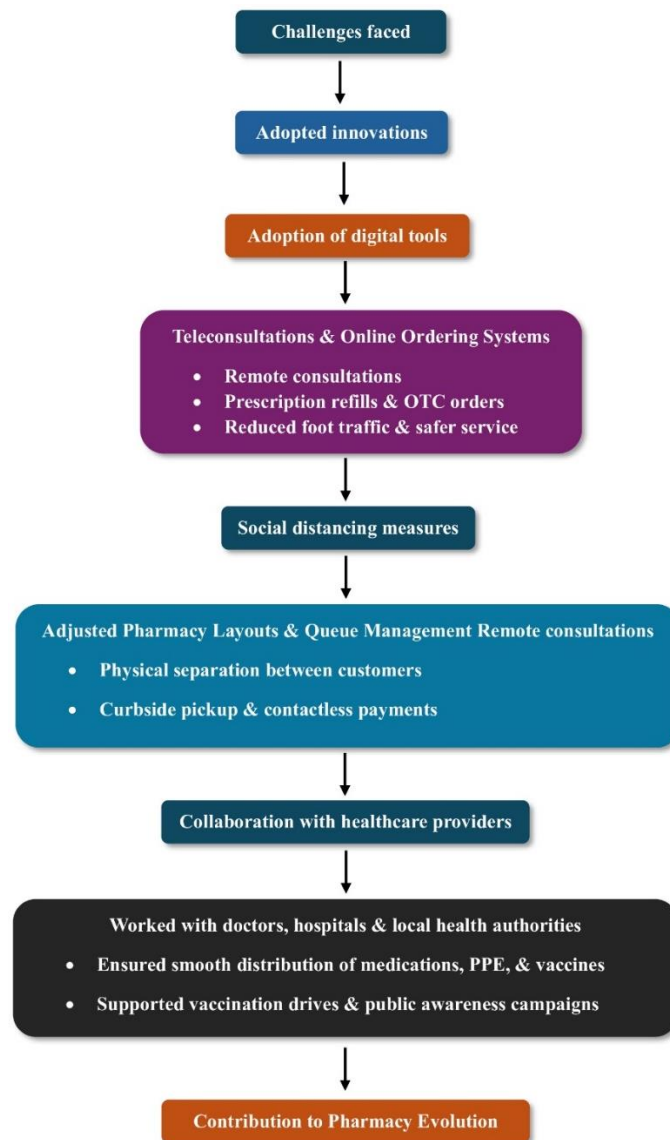 Challenges faced
Adopted innovations
Adoption of digital tools
Teleconsultations & Online Ordering Systems
• Remote consultations
• Prescription refills & OTC orders
• Reduced foot traffic & safer service
Social distancing measures
Adjusted Pharmacy Layouts & Queue Management Remote consultations
• Physical separation between customers
• Curbside pickup & contactless payments
Collaboration with healthcare providers
Worked with doctors, hospitals & local health authorities
• Ensured smooth distribution of medications, PPE, & vaccines
• Supported vaccination drives & public awareness campaigns
Contribution to Pharmacy Evolution